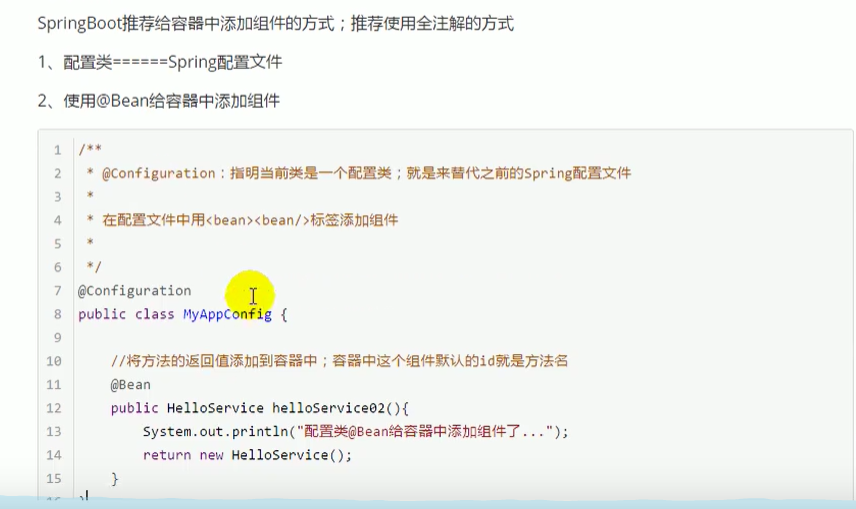 SpringBoot推荐给容器中添加组件的方式；推荐使用全注解的方式
1、配置类======Spring配置文件
2、使用@Bean给容器中添加组件
1 /**
2 * @Configuration：指明当前类是一个配置类；就是来替代之前的Spring配置文件
3 *
4 * 在配置文件中用<bean><bean/>标签添加组件
5 *
6 */
7 @Configuration
8 public class MyAppConfig {
9
10 //将方法的返回值添加到容器中；容器中这个组件默认的id就是方法名
11 @Bean
12 public HelloService helloService02(){
13 System.out.println("配置类@Bean给容器中添加组件了...");
14 return new HelloService();
15 }